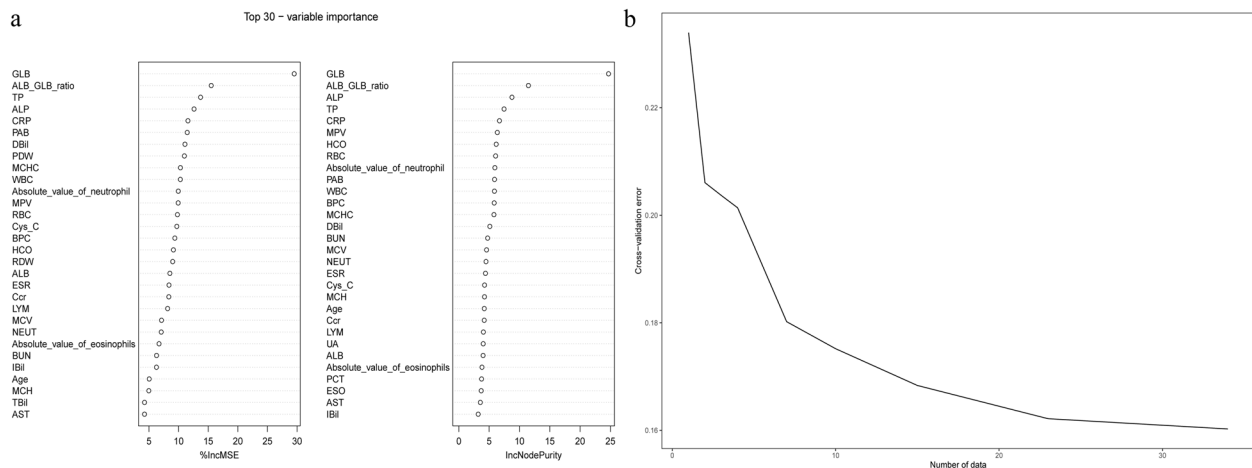 a
Top 30 − variable importance
GLB
ALB_GLB_ratio
TP
ALP
CRP
PAB
DBil
PDW
MCHC
WBC
Absolute_value_of_neutrophil
MPV
RBC
Cys_C
BPC
HCO
RDW
ALB
ESR
Ccr
LYM
MCV
NEUT
Absolute_value_of_eosinophils
BUN
IBil
Age
MCH
TBil
AST
5 10 15 20 25 30
%IncMSE
GLB
ALB_GLB_ratio
ALP
TP
CRP
MPV
HCO
RBC
Absolute_value_of_neutrophil
PAB
WBC
BPC
MCHC
DBil
BUN
MCV
NEUT
ESR
Cys_C
MCH
Age
Ccr
LYM
UA
ALB
Absolute_value_of_eosinophils
PCT
ESO
AST
IBil
0 5 10 15 20 25
IncNodePurity
b
Cross−validation error
0.22
0.20
0.18
0.16
0 10 20 30
Number of data